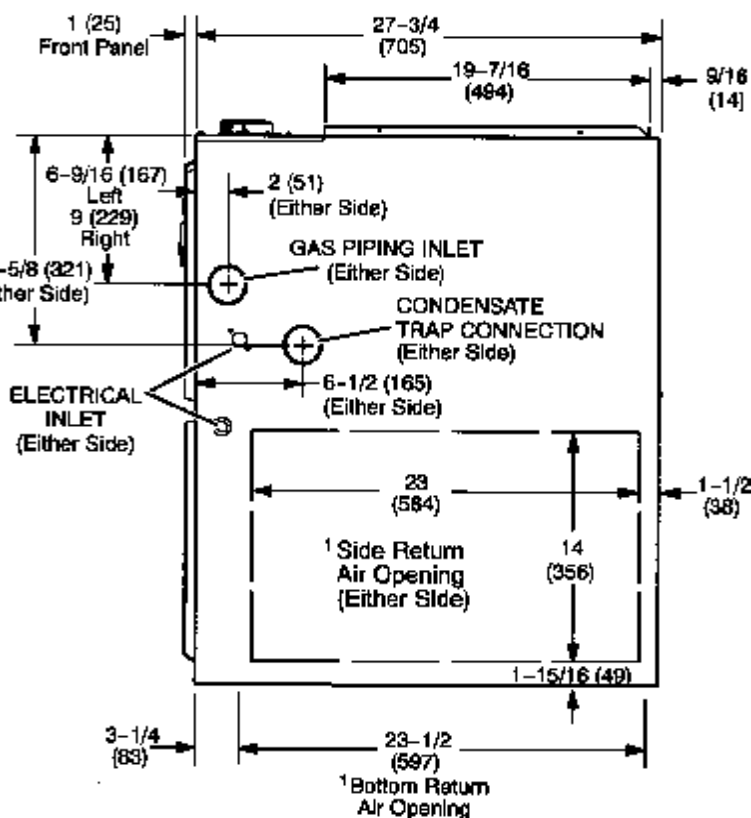 1 (25)
Front Panel
27-3/4
(705)
19-7/16
(494)
9/16
(14]
6-9/16 (167)
Left
9 (229)
Right
2 (51)
(Either Side)
GAS PIPING INLET
(Either Side)
-5/8 (321)
ther Side)
CONDENSATE
TRAP CONNECTION
(Either Side)
6-1/2 (165)
(Either Side)
ELECTRICAL
INLET
(Either Side)
23
(584)
1-1/2
(38)
1 Side Return
Air Opening
(Either Side)
14
(356)
1-15/16 (49)
3-1/4
(83)
23-1/2
(597)
1 Bottom Return
Air Opening